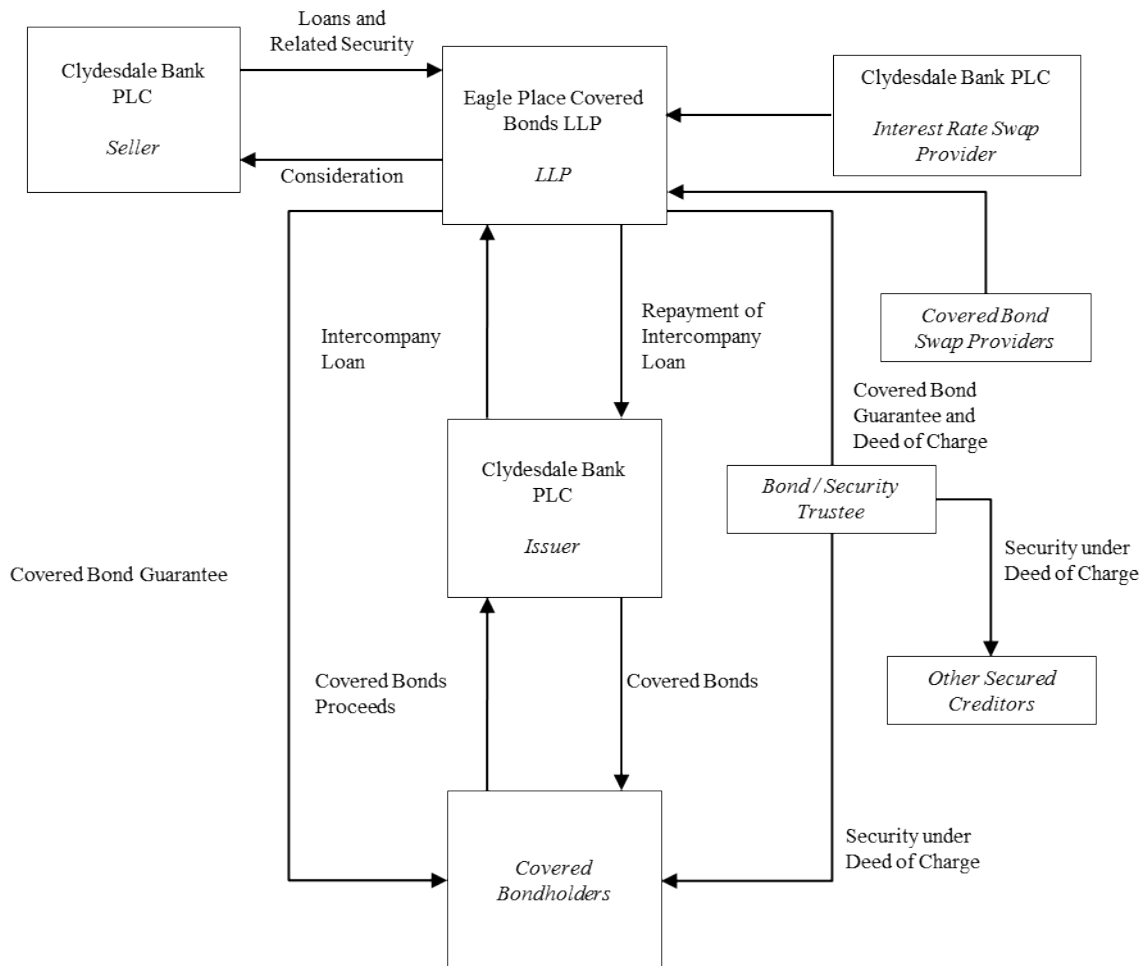 Loans and
Related Security
Clydesdale Bank
PLC
Seller
Eagle Place Covered
Bonds LLP
LLP
Clydesdale Bank PLC
Interest Rate Swap
Provider
Consideration
Covered Bond
Swap Providers
Intercompany
Loan
Repayment of
Intercompany
Loan
Covered Bond
Guarantee and
Deed of Charge
Clydesdale Bank
PLC
Issuer
Bond / Security
Trustee
Security under
Deed of Charge
Covered Bond Guarantee
Covered Bonds
Proceeds
Covered Bonds
Other Secured
Creditors
Covered
Bondholders
Security under
Deed of Charge